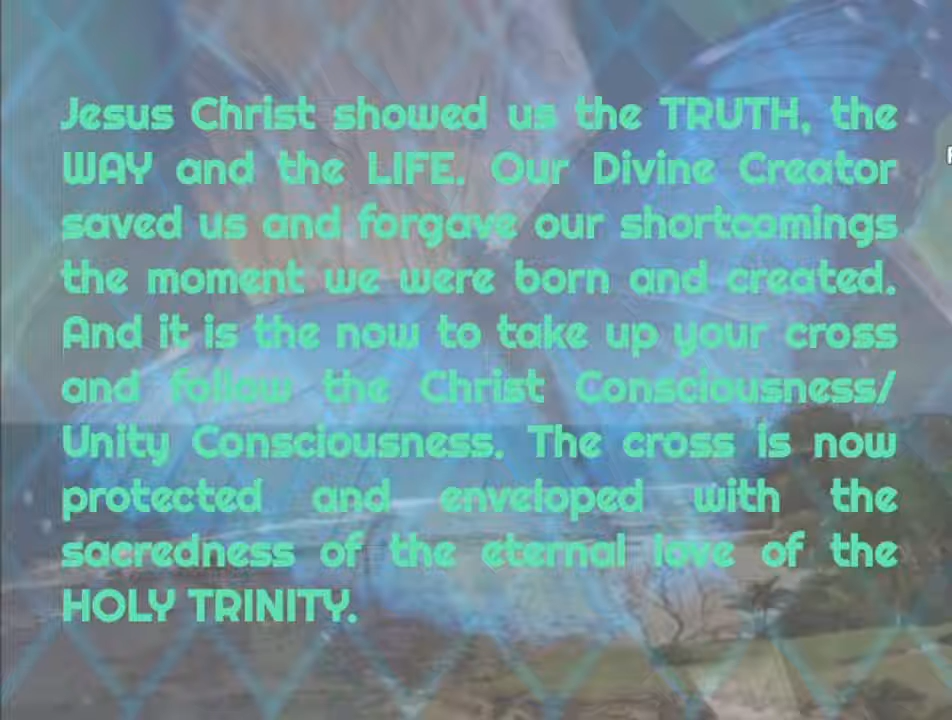 Jesus Christ showed us the TRUTH, the
WAY and the LIFE. Our Divine Creator
saved us and forgave our shortcomings
the moment we were born and created.
And it is the now to take up your cross
and follow the Christ Consciousness/
Unity Consciousness. The cross is now
protected and enveloped with the
sacredness of the eternal love of the
HOLY TRINITY.